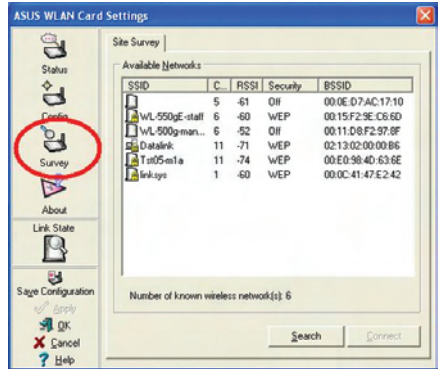 ASUS WLAN Card Settings
Status
Config
Survey
About
Link State
Save Configuration
Apply
OK
Cancel
Help
Site Survey
Available Networks
SSID C... RSSI Security BSSID
5 -61 Off 00:0E:D7:AC:17:10
WL-550gE-staff 6 -60 WEP 00:15:F2:9E:C6:6D
WL-500g-man... 6 -52 Off 00:11:D8:F2:97:8F
Datalink 11 -71 WEP 02:13:02:00:00:B6
Tst05-m1a 11 -74 WEP 00:E0:98:4D:63:6E
linksys 1 -60 WEP 00:0C:41:47:E2:42
Number of known wireless network(s): 6
Search Connect